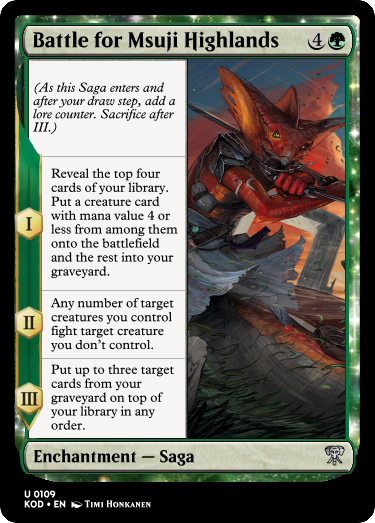 Battle for Msuji Highlands 4
(As this Saga enters and
after your draw step, add a
lore counter. Sacrifice after
III.)
I
Reveal the top four
cards of your library.
Put a creature card
with mana value 4 or
less from among them
onto the battlefield
and the rest into your
graveyard.
II
Any number of target
creatures you control
fight target creature
you don't control.
III
Put up to three target
cards from your
graveyard on top of
your library in any
order.
Enchantment — Saga
U 0109
KOD • EN Timi Honkanen